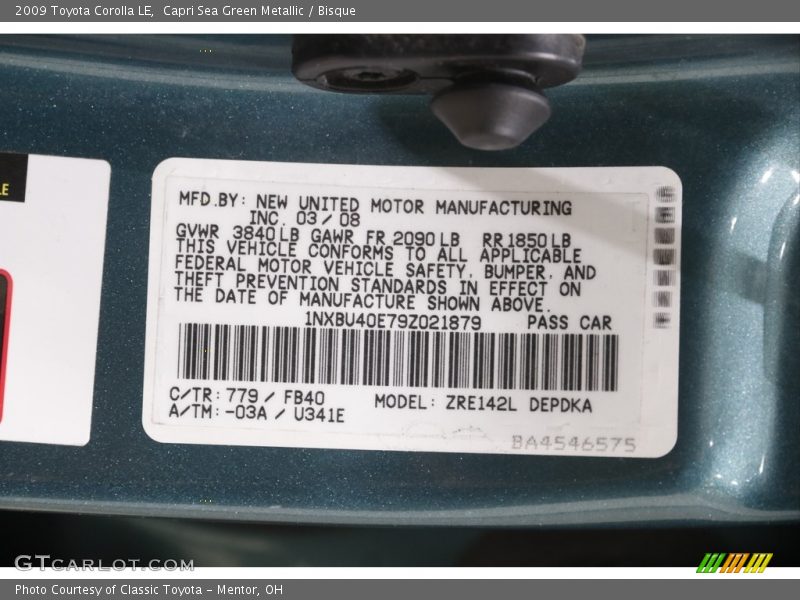 2009 Toyota Corolla LE,  Capri Sea Green Metallic / Bisque
LE
MFD.BY: NEW UNITED MOTOR MANUFACTURING
INC. 03 / 08
GVWR 3840 LB GAWR FR 2090 LB RR 1850 LB
THIS VEHICLE CONFORMS TO ALL APPLICABLE
FEDERAL MOTOR VEHICLE SAFETY, BUMPER, AND
THEFT PREVENTION STANDARDS IN EFFECT ON
THE DATE OF MANUFACTURE SHOWN ABOVE.
1NXBU40E79Z021879 PASS CAR
C/TR: 779 / FB40 MODEL: ZRE142L DEPDKA
A/TM: -03A / U341E
BA4546575
GTCARLOT.COM
Photo Courtesy of Classic Toyota - Mentor, OH